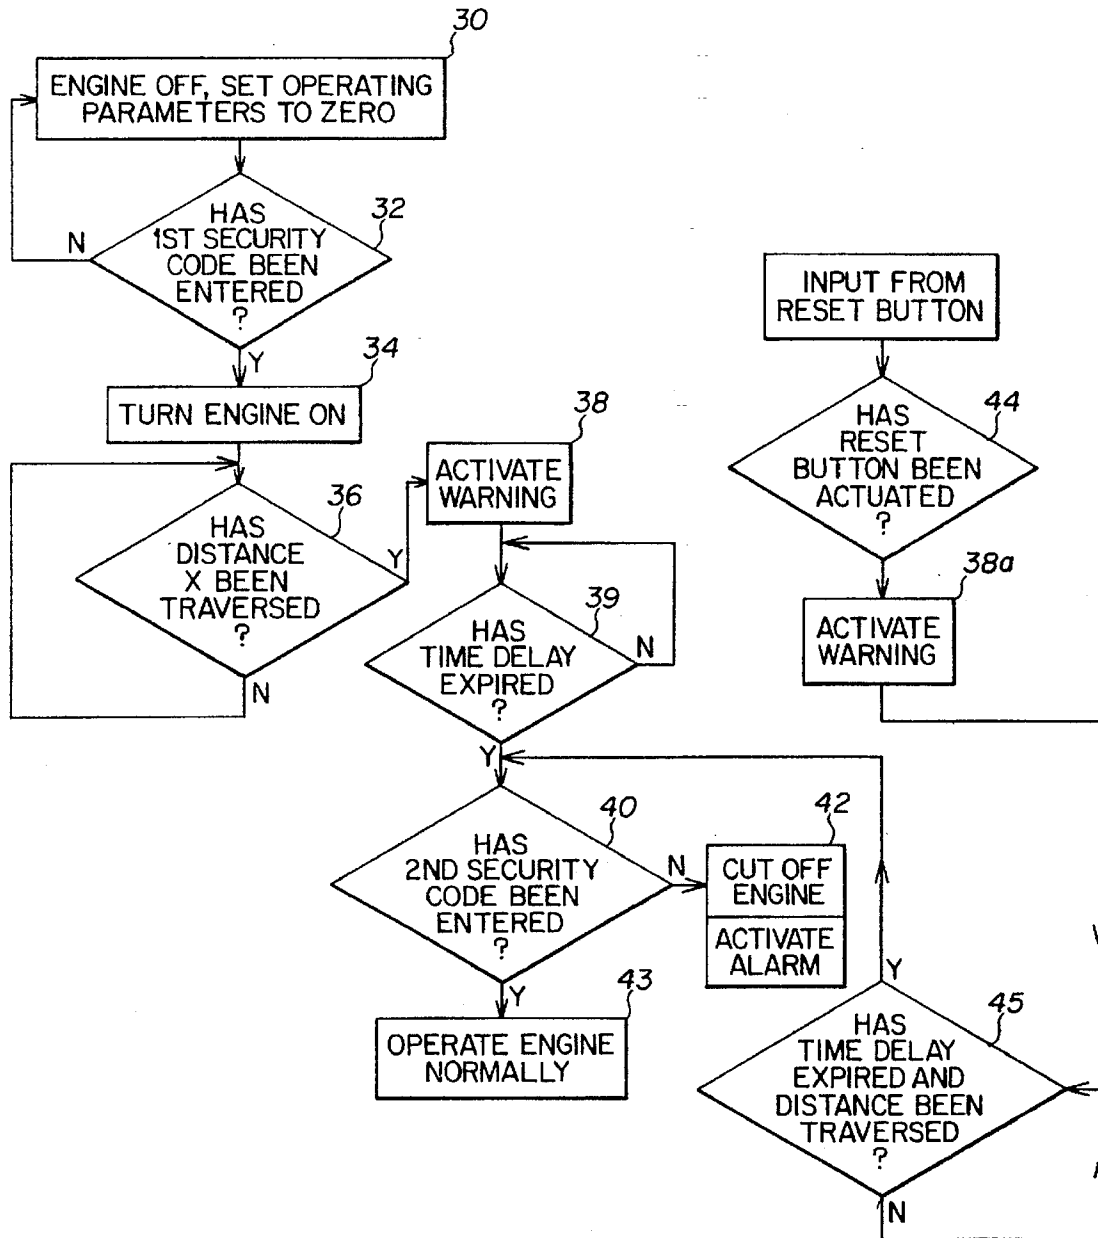 30
ENGINE OFF, SET OPERATING
PARAMETERS TO ZERO
HAS
1ST SECURITY
CODE BEEN
ENTERED
?
32
N
Y
34
TURN ENGINE ON
36
HAS
DISTANCE
X BEEN
TRAVERSED
?
Y
N
38
ACTIVATE
WARNING
39
HAS
TIME DELAY
EXPIRED
?
N
Y
40
HAS
2ND SECURITY
CODE BEEN
ENTERED
?
N
Y
42
CUT OFF
ENGINE
ACTIVATE
ALARM
43
OPERATE ENGINE
NORMALLY
INPUT FROM
RESET BUTTON
44
HAS
RESET
BUTTON BEEN
ACTUATED
?
38a
ACTIVATE
WARNING
Y
45
HAS
TIME DELAY
EXPIRED AND
DISTANCE BEEN
TRAVERSED
?
N